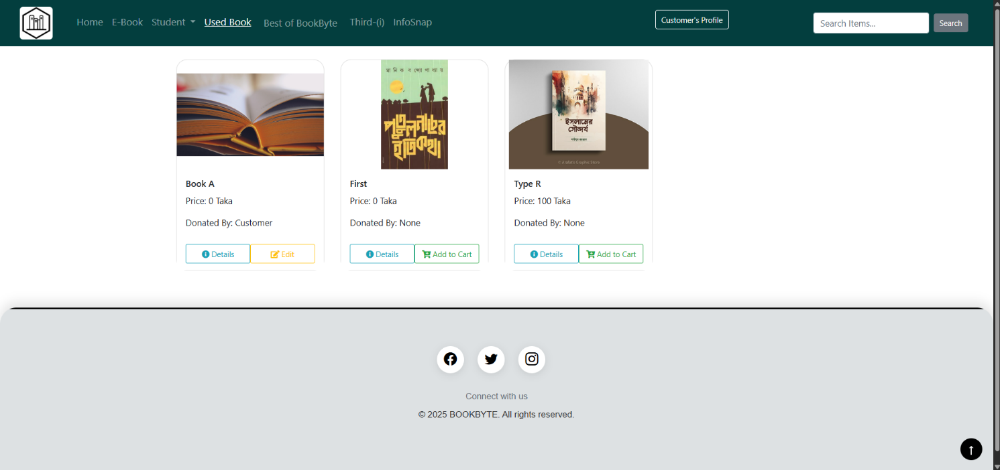 Home E-Book Student Used Book Best of BookByte Third-(i) InfoSnap Customer's Profile Search Items... Search
মানিক বন্দ্যোপাধ্যায়
পুতুলনাচের
ইতিকথা
ইসলামের
সৌন্দর্য
© Arafat's Graphic Store
Book A First Type R
Price: 0 Taka Price: 0 Taka Price: 100 Taka
Donated By: Customer Donated By: None Donated By: None
Details Edit Details Add to Cart Details Add to Cart
Connect with us
© 2025 BOOKBYTE. All rights reserved.